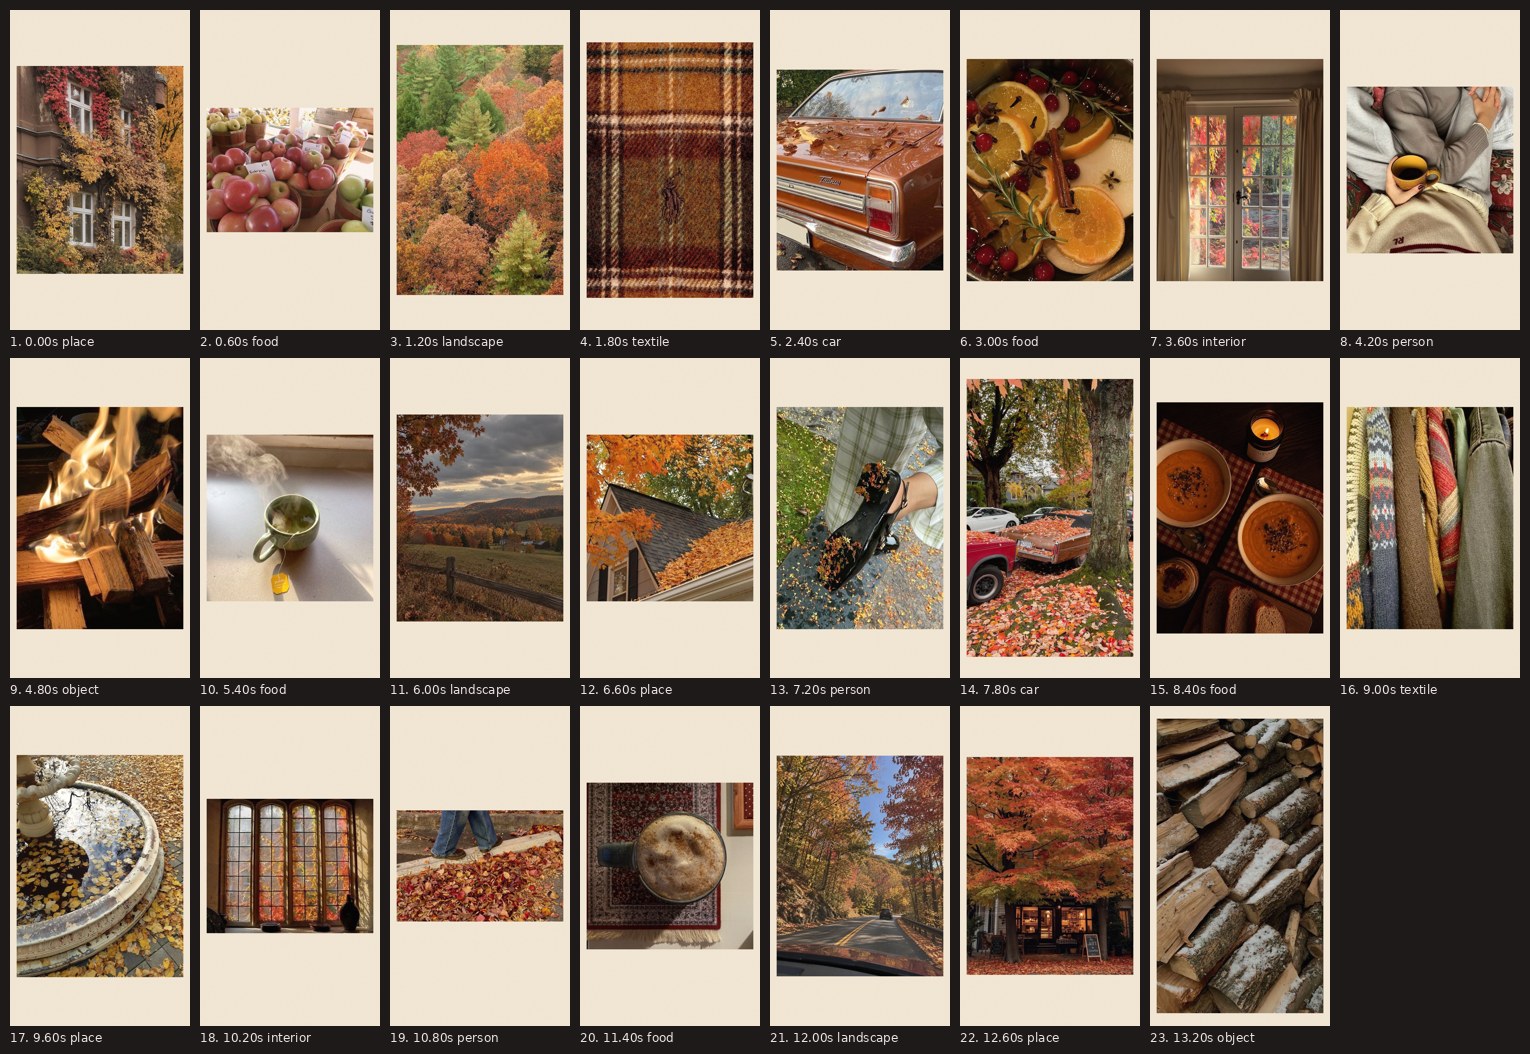 1. 0.00s place
2. 0.60s food
3. 1.20s landscape
4. 1.80s textile
5. 2.40s car
6. 3.00s food
7. 3.60s interior
8. 4.20s person
9. 4.80s object
10. 5.40s food
11. 6.00s landscape
12. 6.60s place
13. 7.20s person
14. 7.80s car
15. 8.40s food
16. 9.00s textile
17. 9.60s place
18. 10.20s interior
19. 10.80s person
20. 11.40s food
21. 12.00s landscape
22. 12.60s place
23. 13.20s object